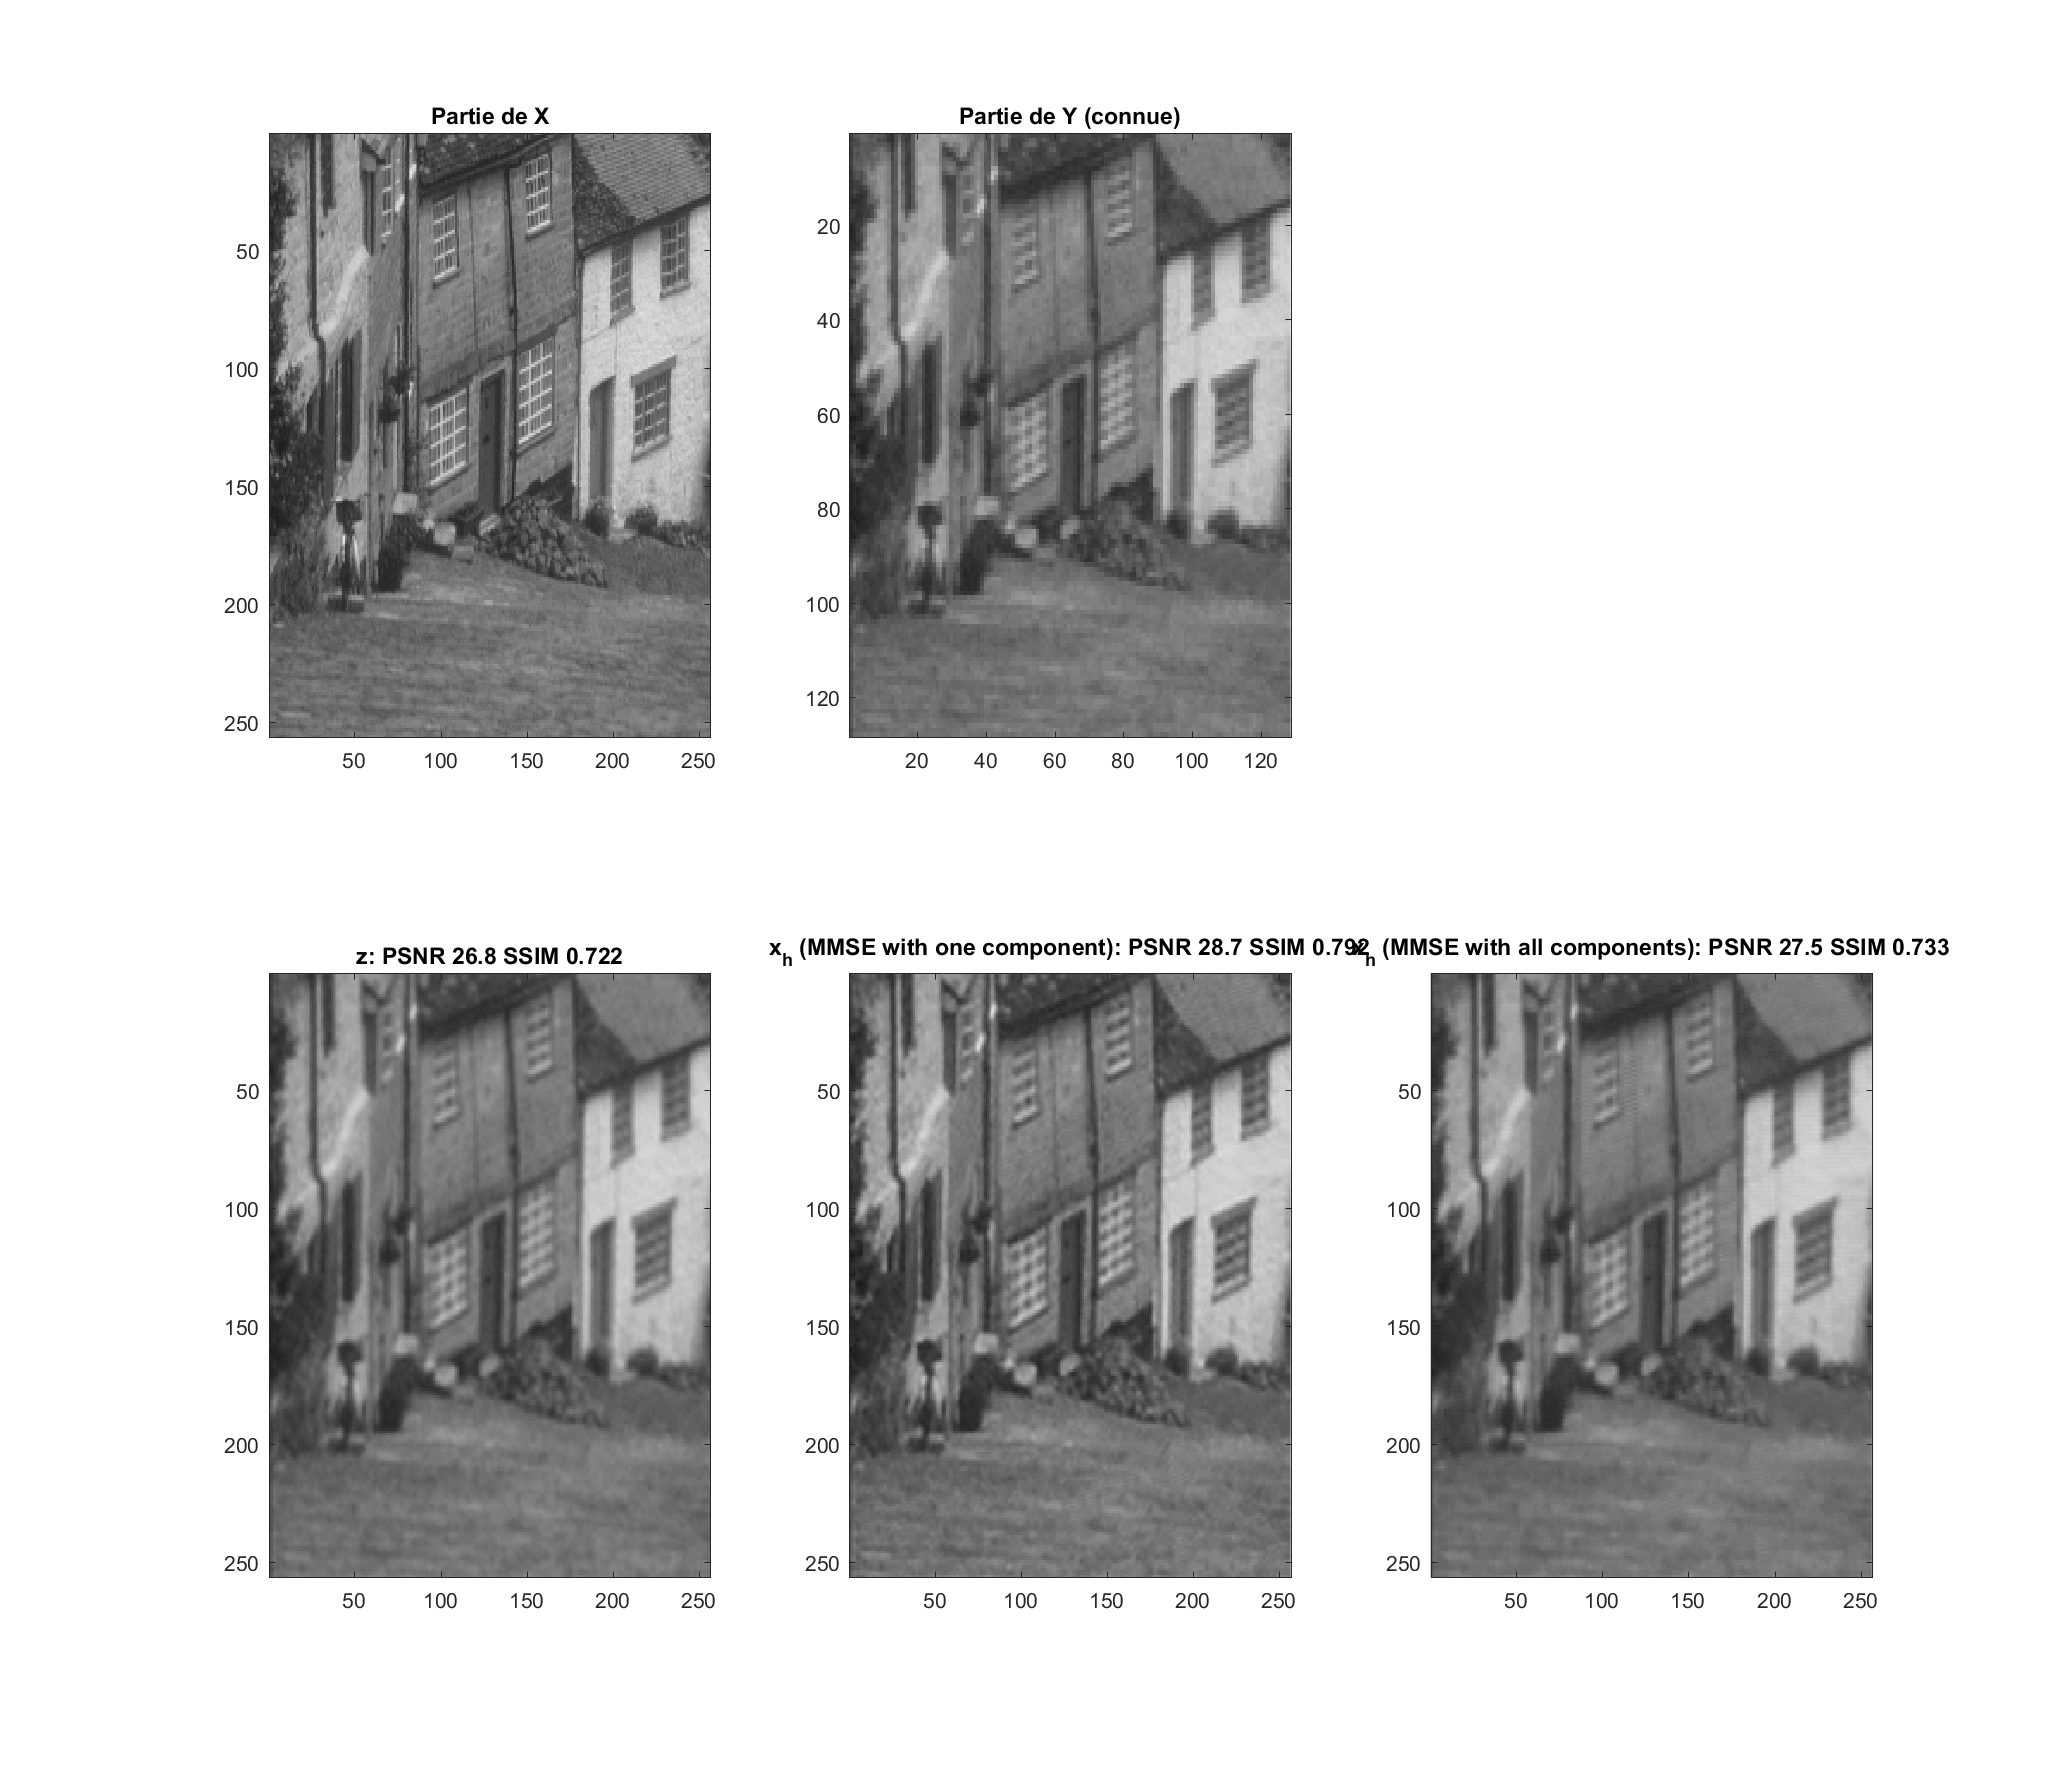 Partie de X
50
100
150
200
250
50 100 150 200 250
Partie de Y (connue)
20
40
60
80
100
120
20 40 60 80 100 120
z: PSNR 26.8 SSIM 0.722
50
100
150
200
250
50 100 150 200 250
xh (MMSE with one component): PSNR 28.7 SSIM 0.792
50
100
150
200
250
50 100 150 200 250
xh (MMSE with all components): PSNR 27.5 SSIM 0.733
50
100
150
200
250
50 100 150 200 250